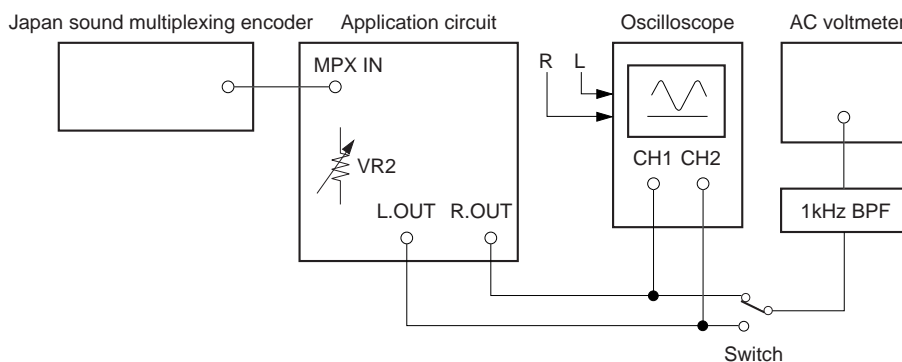 Japan sound multiplexing encoder
Application circuit
Oscilloscope
AC voltmeter
MPX IN
R L
VR2
CH1 CH2
L.OUT R.OUT
1kHz BPF
Switch